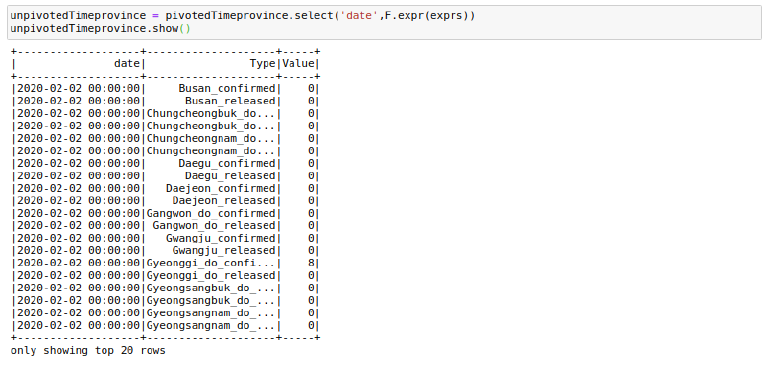 unpivotedTimeprovince = pivotedTimeprovince.select('date',F.expr(exprs))
unpivotedTimeprovince.show()
+-------------------+--------------------+-----+
|               date|                Type|Value|
+-------------------+--------------------+-----+
|2020-02-02 00:00:00|     Busan_confirmed|    0|
|2020-02-02 00:00:00|      Busan_released|    0|
|2020-02-02 00:00:00|Chungcheongbuk_do...|    0|
|2020-02-02 00:00:00|Chungcheongbuk_do...|    0|
|2020-02-02 00:00:00|Chungcheongnam_do...|    0|
|2020-02-02 00:00:00|Chungcheongnam_do...|    0|
|2020-02-02 00:00:00|     Daegu_confirmed|    0|
|2020-02-02 00:00:00|      Daegu_released|    0|
|2020-02-02 00:00:00|   Daejeon_confirmed|    0|
|2020-02-02 00:00:00|    Daejeon_released|    0|
|2020-02-02 00:00:00|Gangwon_do_confirmed|    0|
|2020-02-02 00:00:00| Gangwon_do_released|    0|
|2020-02-02 00:00:00|   Gwangju_confirmed|    0|
|2020-02-02 00:00:00|    Gwangju_released|    0|
|2020-02-02 00:00:00|Gyeonggi_do_confi...|    8|
|2020-02-02 00:00:00|Gyeonggi_do_released|    0|
|2020-02-02 00:00:00|Gyeongsangbuk_do_...|    0|
|2020-02-02 00:00:00|Gyeongsangbuk_do_...|    0|
|2020-02-02 00:00:00|Gyeongsangnam_do_...|    0|
|2020-02-02 00:00:00|Gyeongsangnam_do_...|    0|
+-------------------+--------------------+-----+
only showing top 20 rows